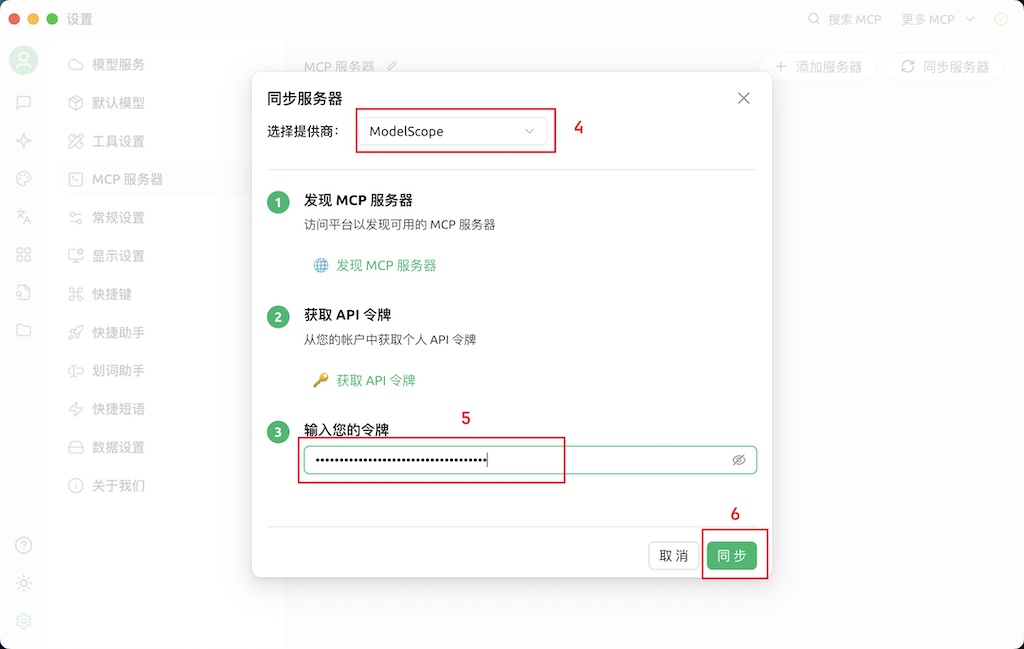 设置
搜索 MCP
更多 MCP
模型服务
默认模型
工具设置
MCP 服务器
常规设置
显示设置
快捷键
快捷助手
划词助手
快捷短语
数据设置
关于我们
MCP 服务器
添加服务器
同步服务器
同步服务器
选择提供商:
ModelScope
4
1
发现 MCP 服务器
访问平台以发现可用的 MCP 服务器
发现 MCP 服务器
2
获取 API 令牌
从您的帐户中获取个人 API 令牌
获取 API 令牌
5
3
输入您的令牌
6
取 消
同 步